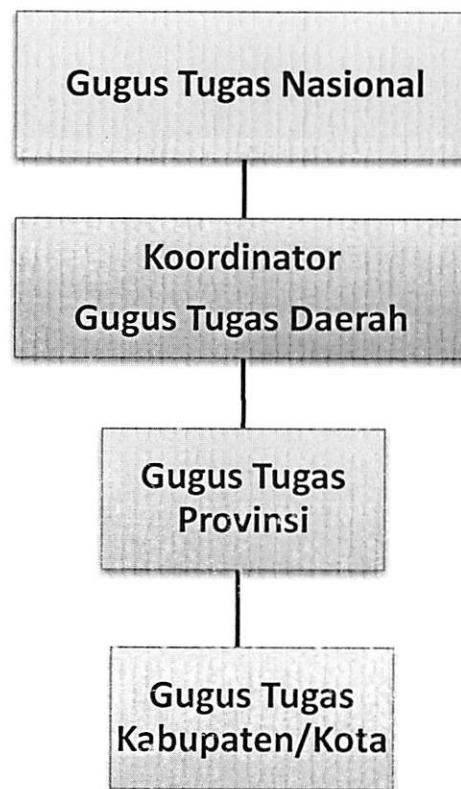 Gugus Tugas Nasional
Koordinator
Gugus Tugas Daerah
Gugus Tugas
Provinsi
Gugus Tugas
Kabupaten/Kota